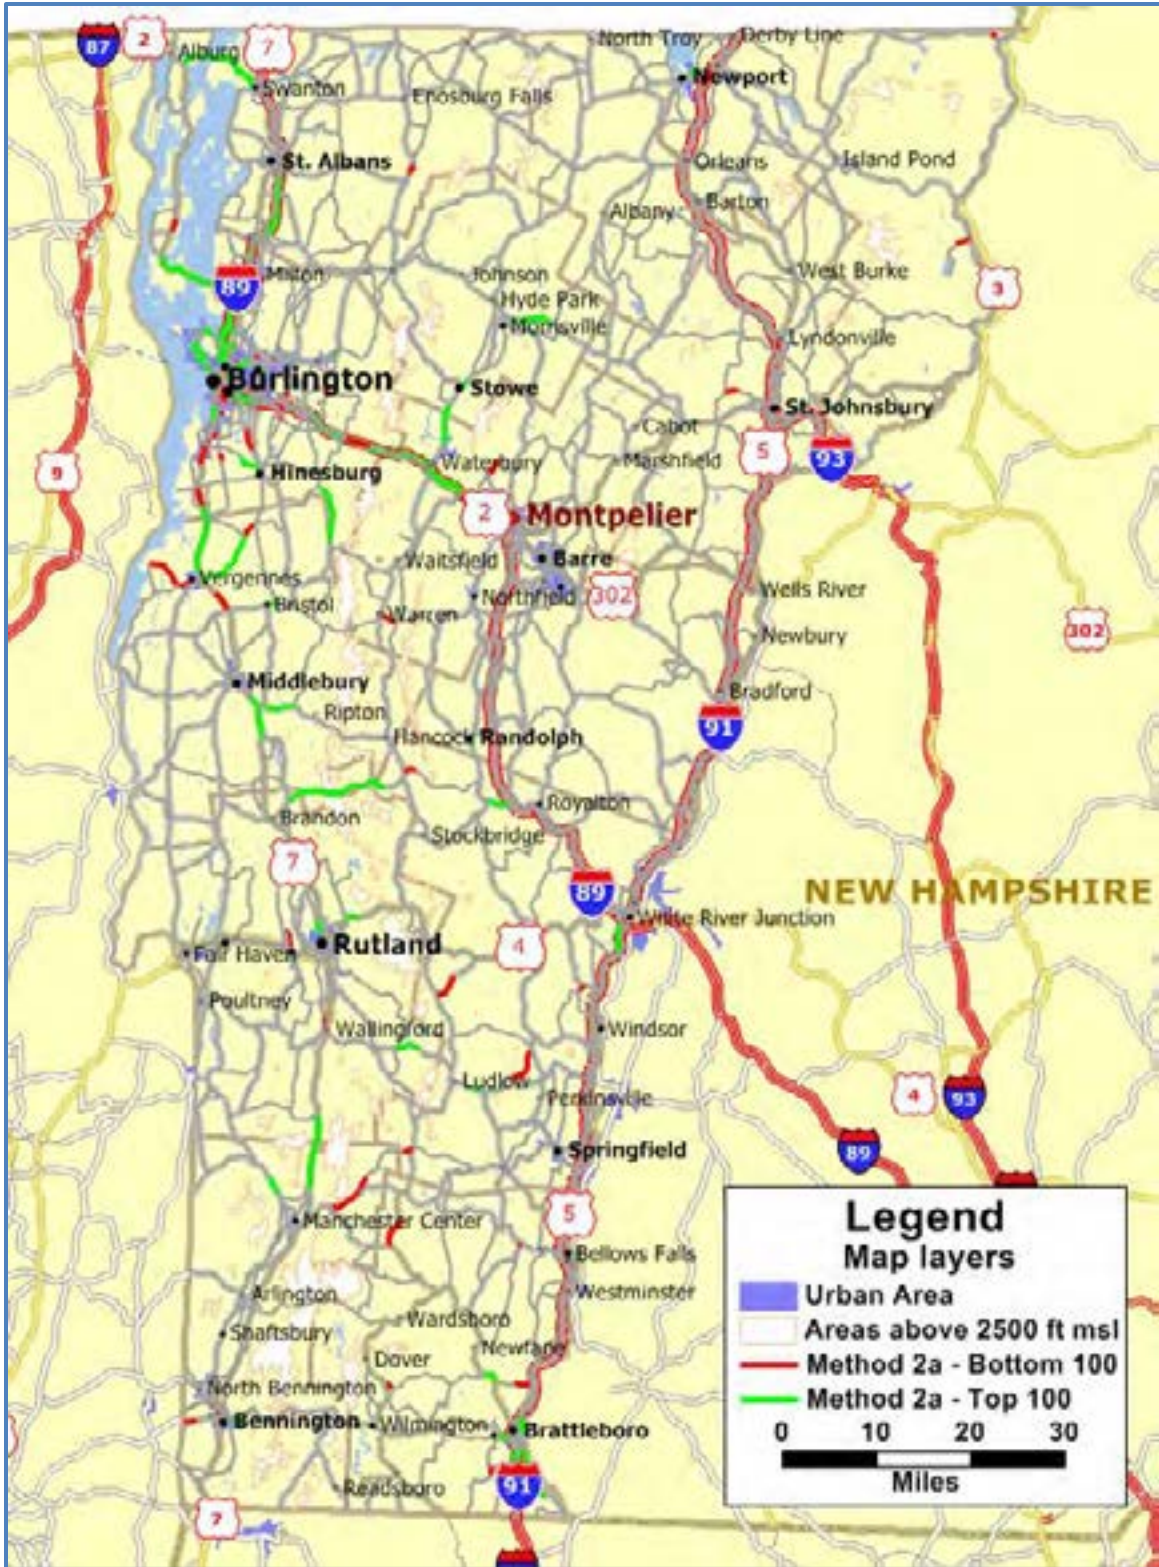 87
2
7
Alburg
North Troy
Derby Line
Newport
Swanton
Enosburg Falls
St. Albans
Orleans
Island Pond
Albany
Barton
Milton
Johnson
West Burke
89
3
Hyde Park
Morrisville
Lyndonville
Burlington
Stowe
St. Johnsbury
Cabot
9
Hinesburg
Waterbury
Marshfield
5
93
2
Montpelier
Waitsfield
Barre
Vergennes
Northfield
302
Wells River
Bristol
Warren
Newbury
302
Middlebury
Bradford
Ripton
91
Hancock
Randolph
Royalton
Brandon
Stockbridge
7
89
NEW HAMPSHIRE
White River Junction
Rutland
4
Fair Haven
Poultney
Wallingford
Windsor
Ludlow
Perkinsville
4
93
Springfield
89
5
Manchester Center
Bellows Falls
Arlington
Westminster
Wardsboro
Shaftsbury
Newfane
Dover
North Bennington
Bennington
Wilmington
Brattleboro
Readsboro
91
7
Legend
Map layers
Urban Area
Areas above 2500 ft msl
Method 2a - Bottom 100
Method 2a - Top 100
0 10 20 30
Miles